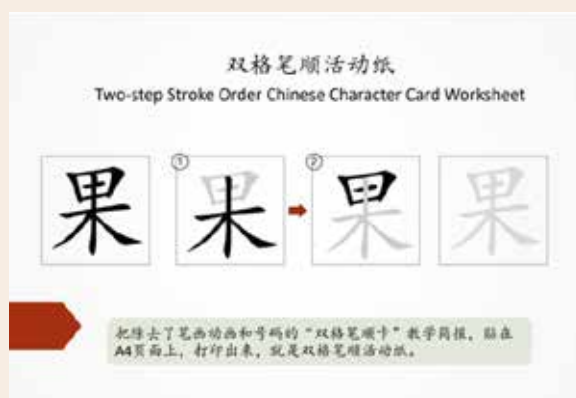 双格笔顺活动纸
Two-step Stroke Order Chinese Character Card Worksheet
果 ① 果 ② 果 果
把除去了笔画动画和号码的“双格笔顺卡”教学简报，贴在
A4页面上，打印出来，就是双格笔顺活动纸。